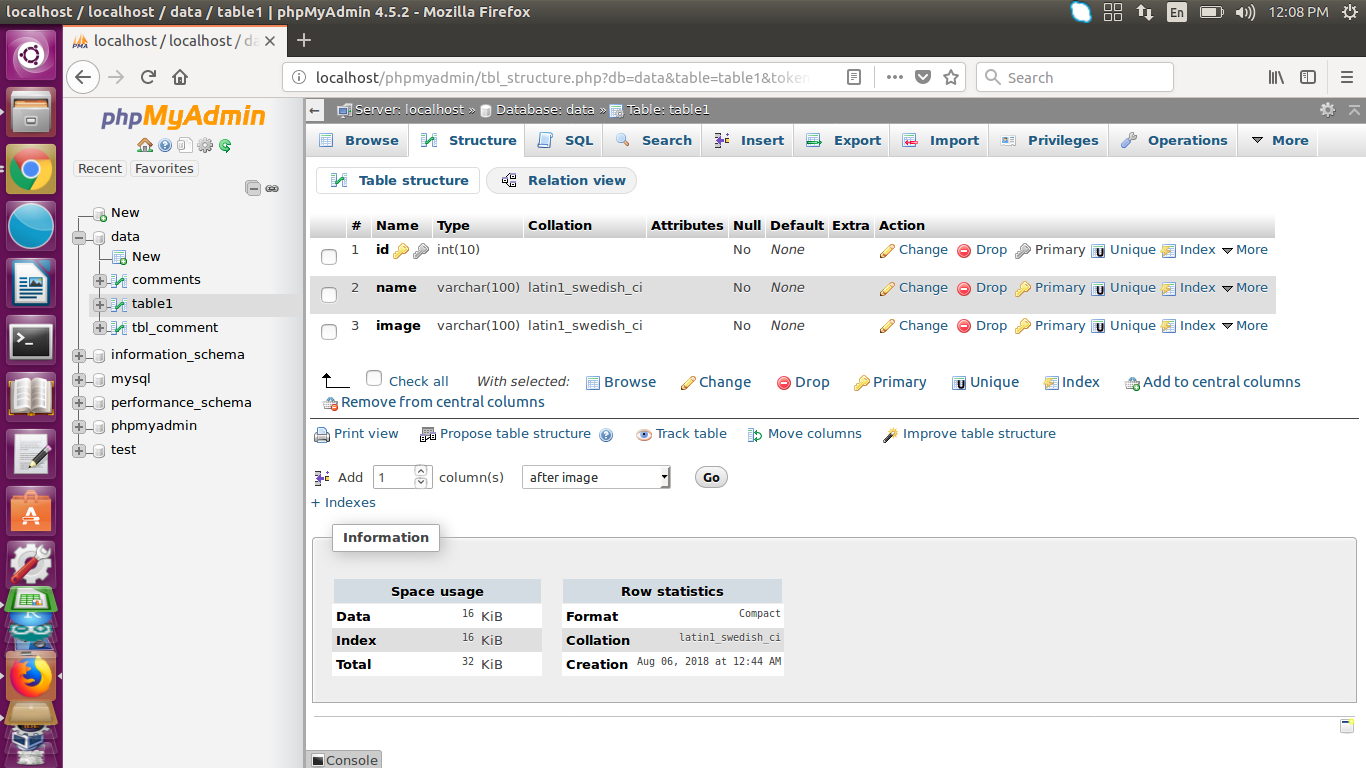 localhost / localhost / data / table1 | phpMyAdmin 4.5.2 - Mozilla Firefox
En
12:08 PM
localhost / localhost / da
localhost/phpmyadmin/tbl_structure.php?db=data&table=table1&token
Search
phpMyAdmin
Recent
Favorites
New
data
New
comments
table1
tbl_comment
information_schema
mysql
performance_schema
phpmyadmin
test
Server: localhost » Database: data » Table: table1
Browse Structure SQL Search Insert Export Import Privileges Operations More
Table structure Relation view
# Name Type Collation Attributes Null Default Extra Action
1 id int(10) No None Change Drop Primary Unique Index More
2 name varchar(100) latin1_swedish_ci No None Change Drop Primary Unique Index More
3 image varchar(100) latin1_swedish_ci No None Change Drop Primary Unique Index More
Check all With selected: Browse Change Drop Primary Unique Index Add to central columns
Remove from central columns
Print view Propose table structure Track table Move columns Improve table structure
Add 1 column(s) after image Go
+ Indexes
Information
Space usage
Data 16 KiB
Index 16 KiB
Total 32 KiB
Row statistics
Format Compact
Collation latin1_swedish_ci
Creation Aug 06, 2018 at 12:44 AM
Console